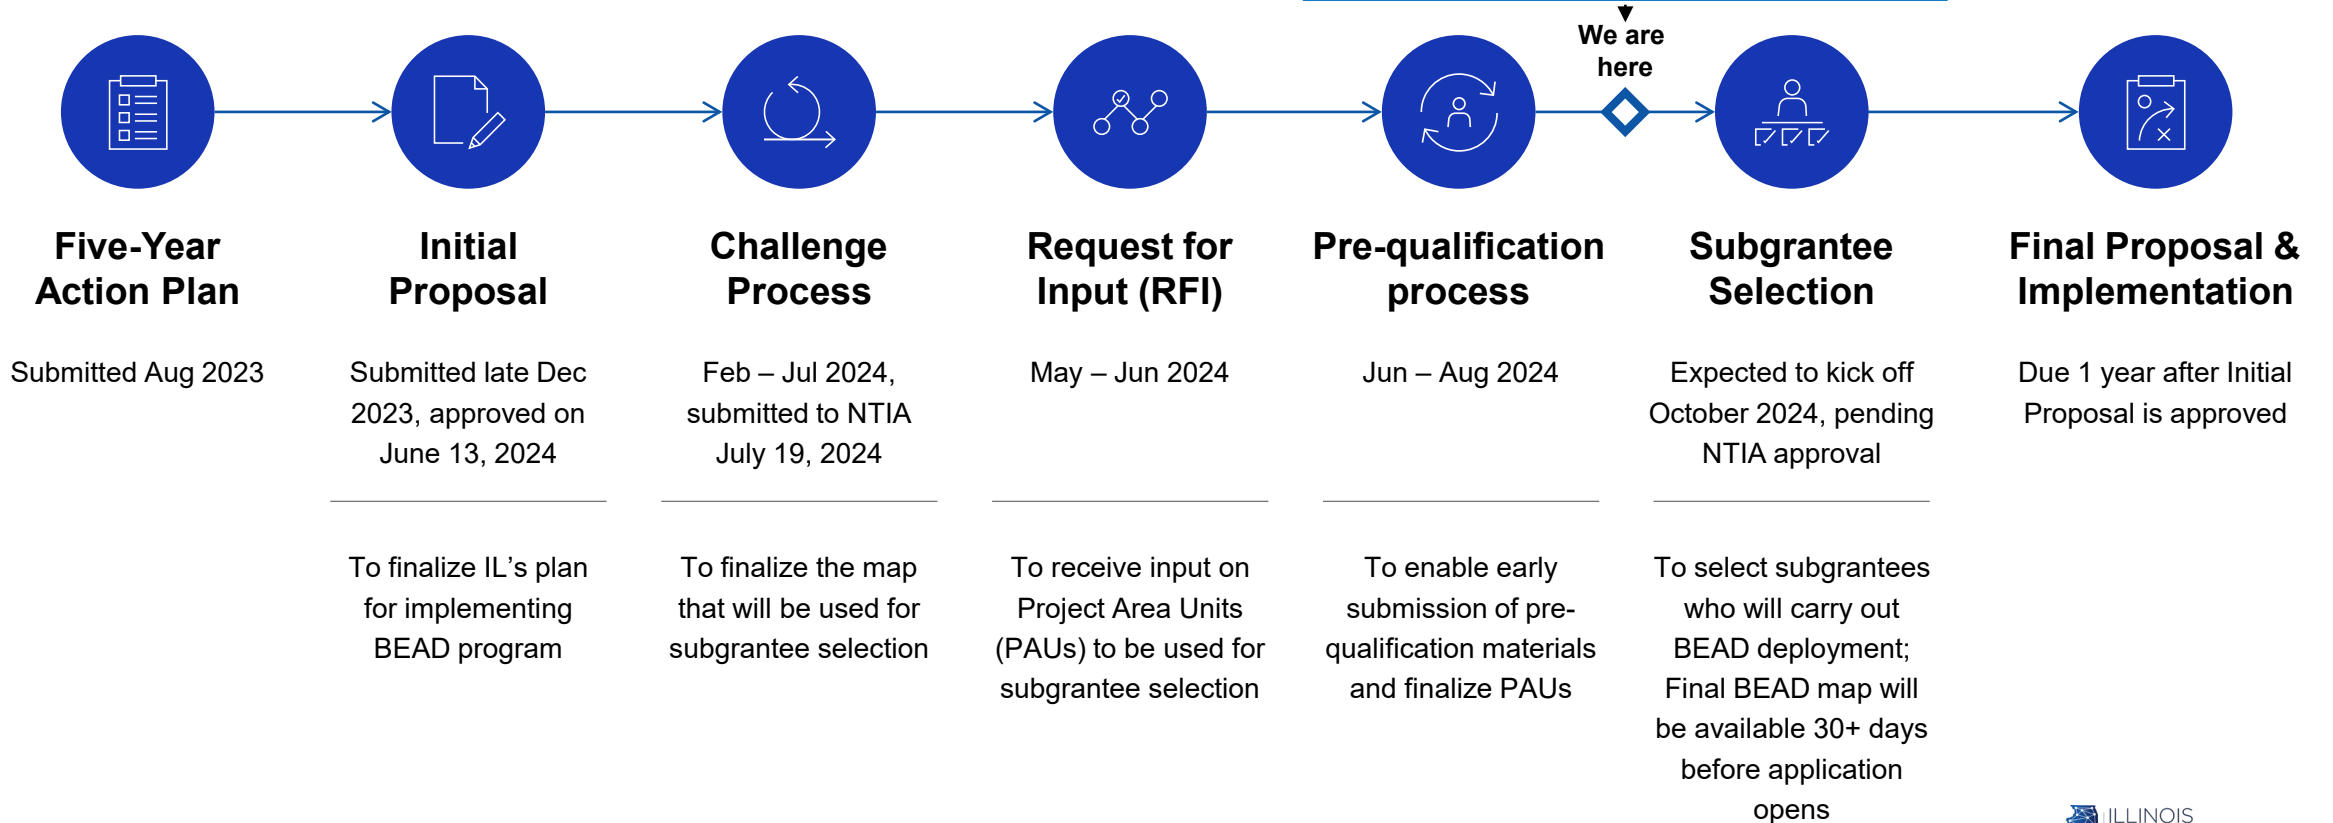 We are
here
Five-Year
Action Plan
Submitted Aug 2023
Initial
Proposal
Submitted late Dec
2023, approved on
June 13, 2024
To finalize IL’s plan
for implementing
BEAD program
Challenge
Process
Feb – Jul 2024,
submitted to NTIA
July 19, 2024
To finalize the map
that will be used for
subgrantee selection
Request for
Input (RFI)
May – Jun 2024
To receive input on
Project Area Units
(PAUs) to be used for
subgrantee selection
Pre-qualification
process
Jun – Aug 2024
To enable early
submission of pre-
qualification materials
and finalize PAUs
Subgrantee
Selection
Expected to kick off
October 2024, pending
NTIA approval
To select subgrantees
who will carry out
BEAD deployment;
Final BEAD map will
be available 30+ days
before application
opens
Final Proposal &
Implementation
Due 1 year after Initial
Proposal is approved
ILLINOIS